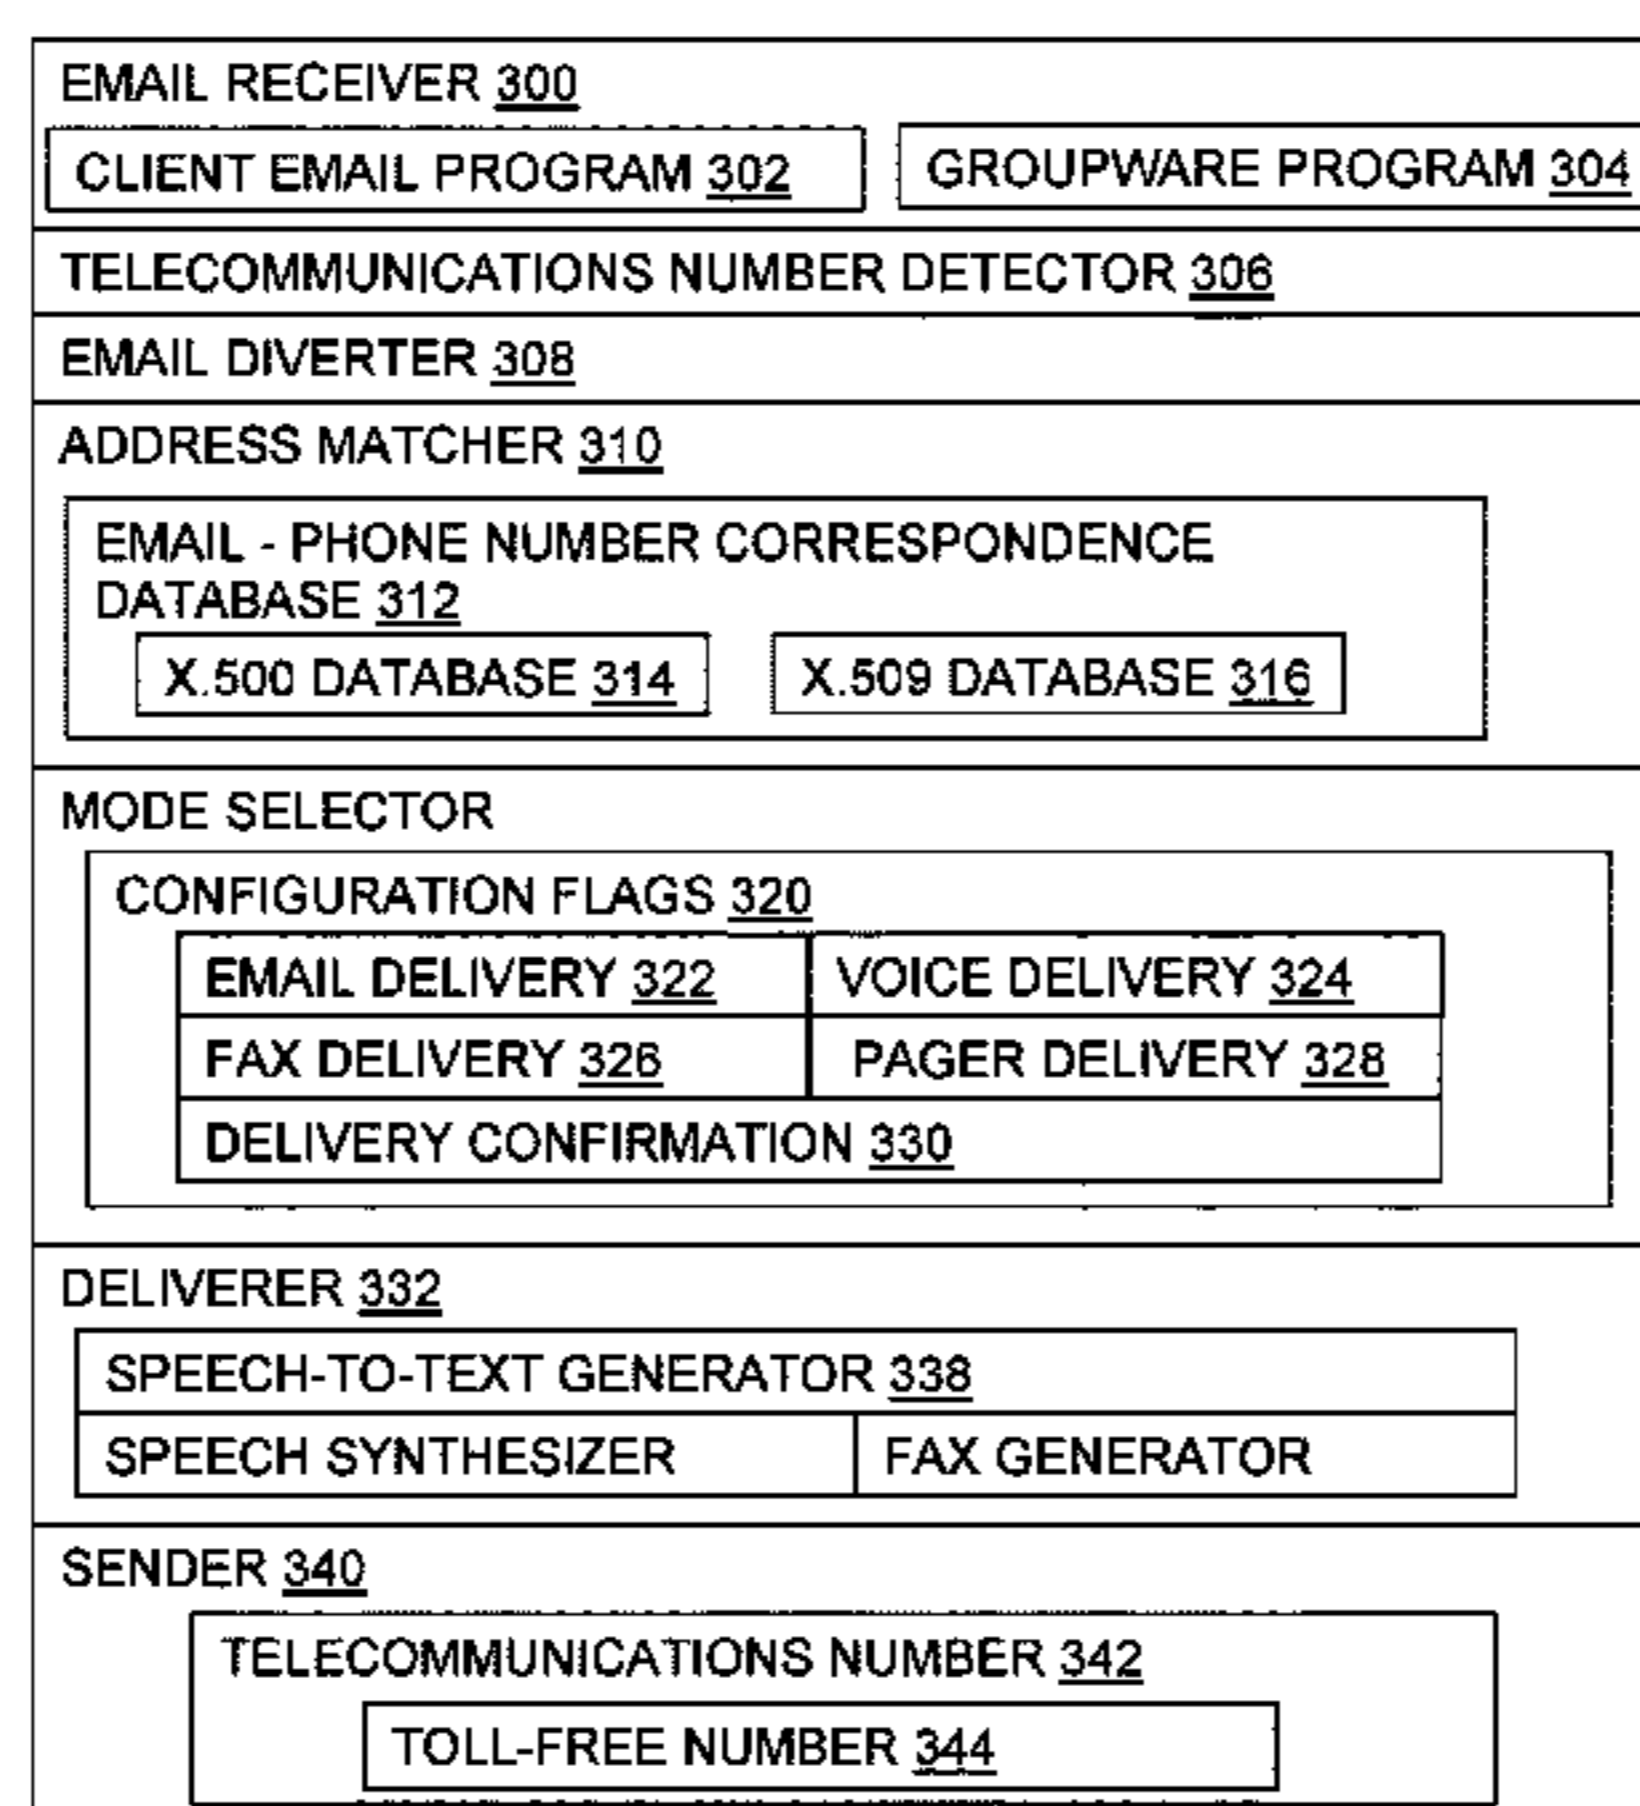 EMAIL RECEIVER 300
CLIENT EMAIL PROGRAM 302 GROUPWARE PROGRAM 304
TELECOMMUNICATIONS NUMBER DETECTOR 306
EMAIL DIVERTER 308
ADDRESS MATCHER 310
EMAIL - PHONE NUMBER CORRESPONDENCE
DATABASE 312
X.500 DATABASE 314 X.509 DATABASE 316
MODE SELECTOR
CONFIGURATION FLAGS 320
EMAIL DELIVERY 322 VOICE DELIVERY 324
FAX DELIVERY 326 PAGER DELIVERY 328
DELIVERY CONFIRMATION 330
DELIVERER 332
SPEECH-TO-TEXT GENERATOR 338
SPEECH SYNTHESIZER FAX GENERATOR
SENDER 340
TELECOMMUNICATIONS NUMBER 342
TOLL-FREE NUMBER 344